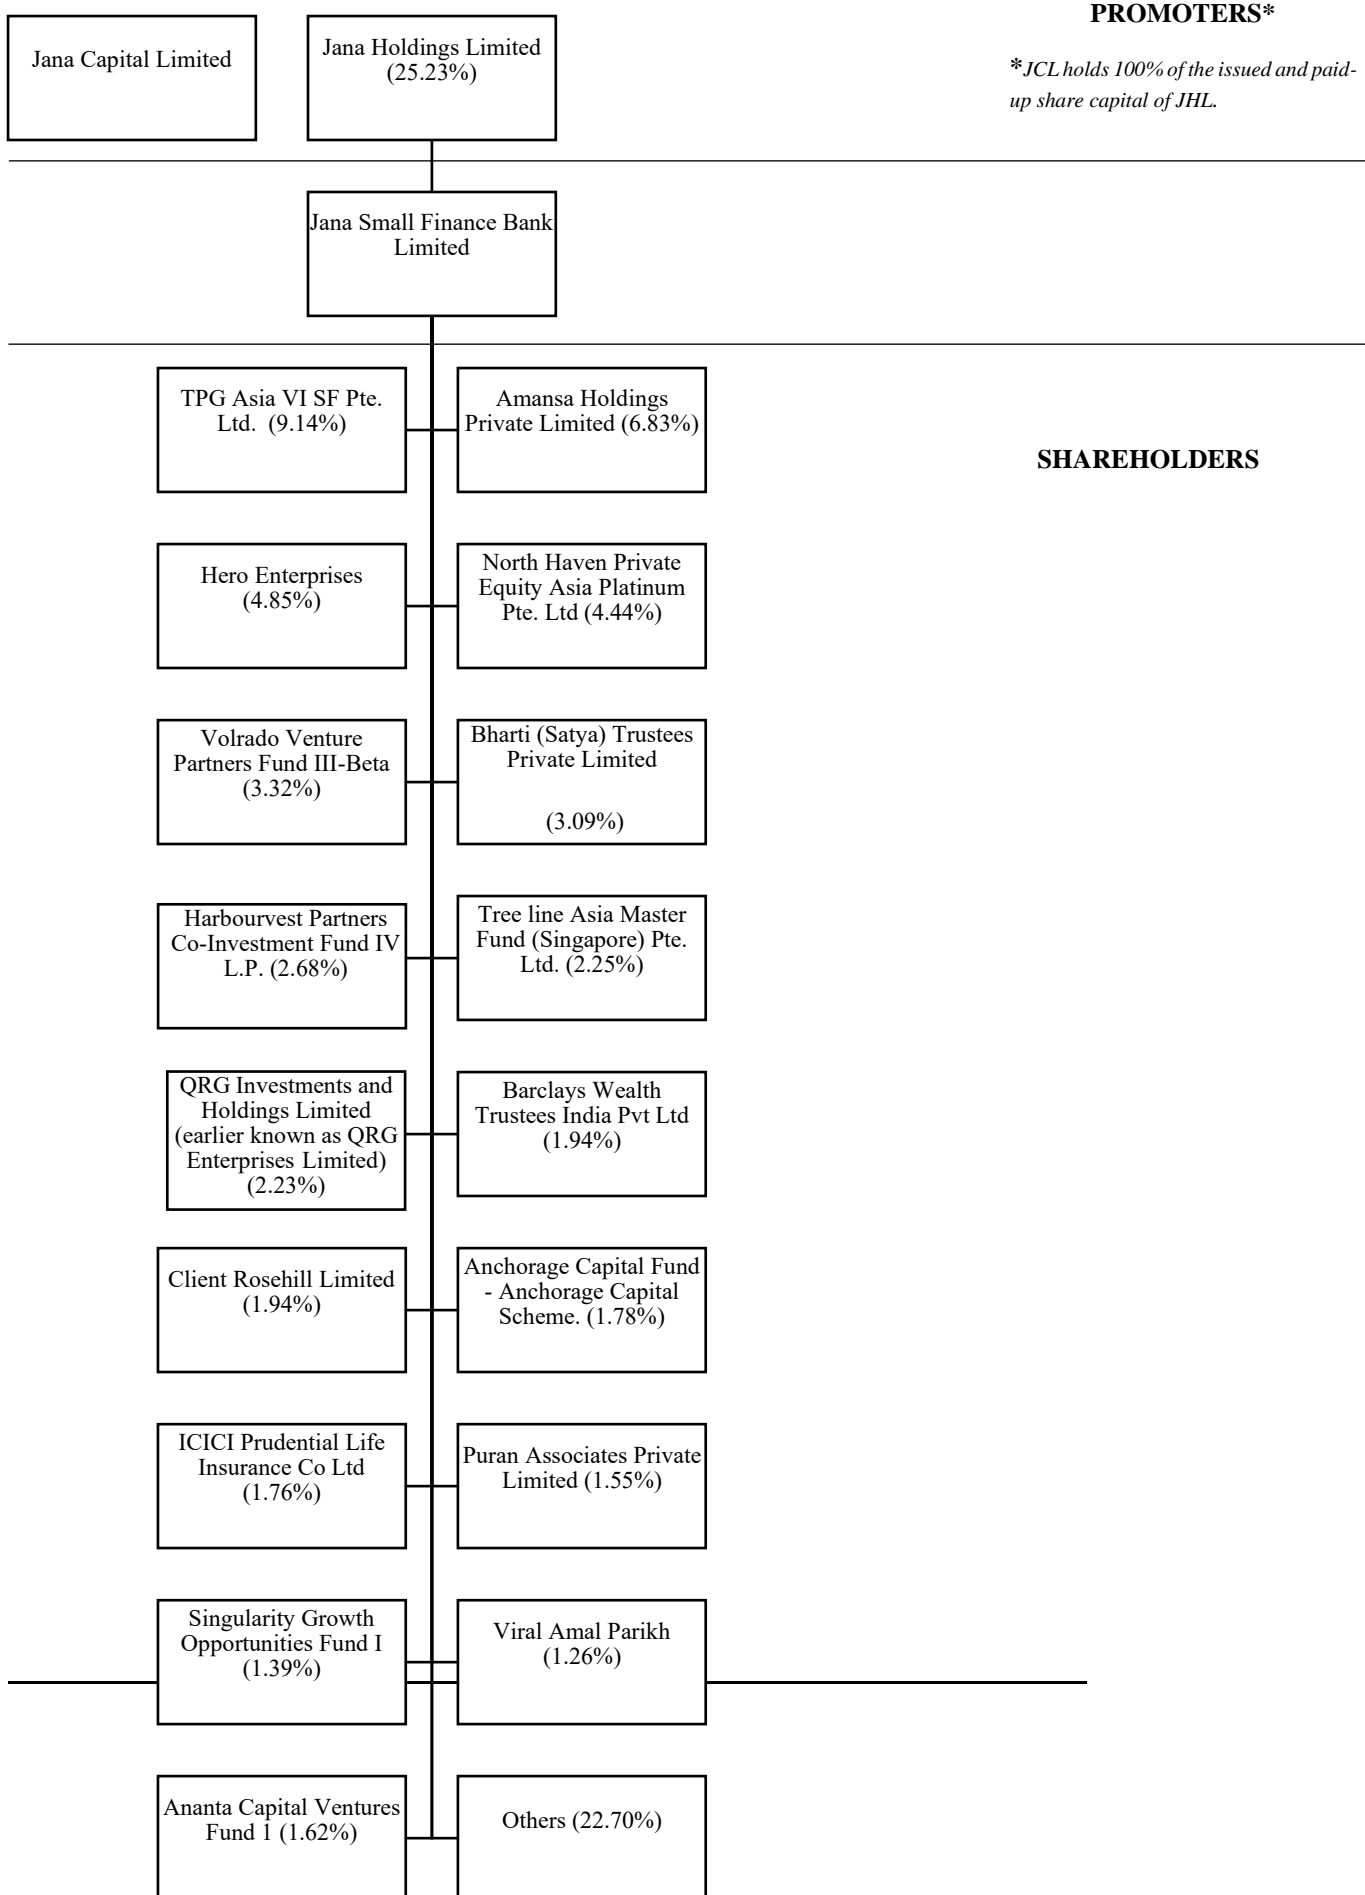 PROMOTERS*
Jana Capital Limited
Jana Holdings Limited
(25.23%)
*JCL holds 100% of the issued and paid-
up share capital of JHL.
Jana Small Finance Bank
Limited
TPG Asia VI SF Pte.
Ltd. (9.14%)
Amansa Holdings
Private Limited (6.83%)
SHAREHOLDERS
Hero Enterprises
(4.85%)
North Haven Private
Equity Asia Platinum
Pte. Ltd (4.44%)
Volrado Venture
Partners Fund III-Beta
(3.32%)
Bharti (Satya) Trustees
Private Limited
(3.09%)
Harbourvest Partners
Co-Investment Fund IV
L.P. (2.68%)
Tree line Asia Master
Fund (Singapore) Pte.
Ltd. (2.25%)
QRG Investments and
Holdings Limited
(earlier known as QRG
Enterprises Limited)
(2.23%)
Barclays Wealth
Trustees India Pvt Ltd
(1.94%)
Client Rosehill Limited
(1.94%)
Anchorage Capital Fund
- Anchorage Capital
Scheme. (1.78%)
ICICI Prudential Life
Insurance Co Ltd
(1.76%)
Puran Associates Private
Limited (1.55%)
Singularity Growth
Opportunities Fund I
(1.39%)
Viral Amal Parikh
(1.26%)
Ananta Capital Ventures
Fund 1 (1.62%)
Others (22.70%)